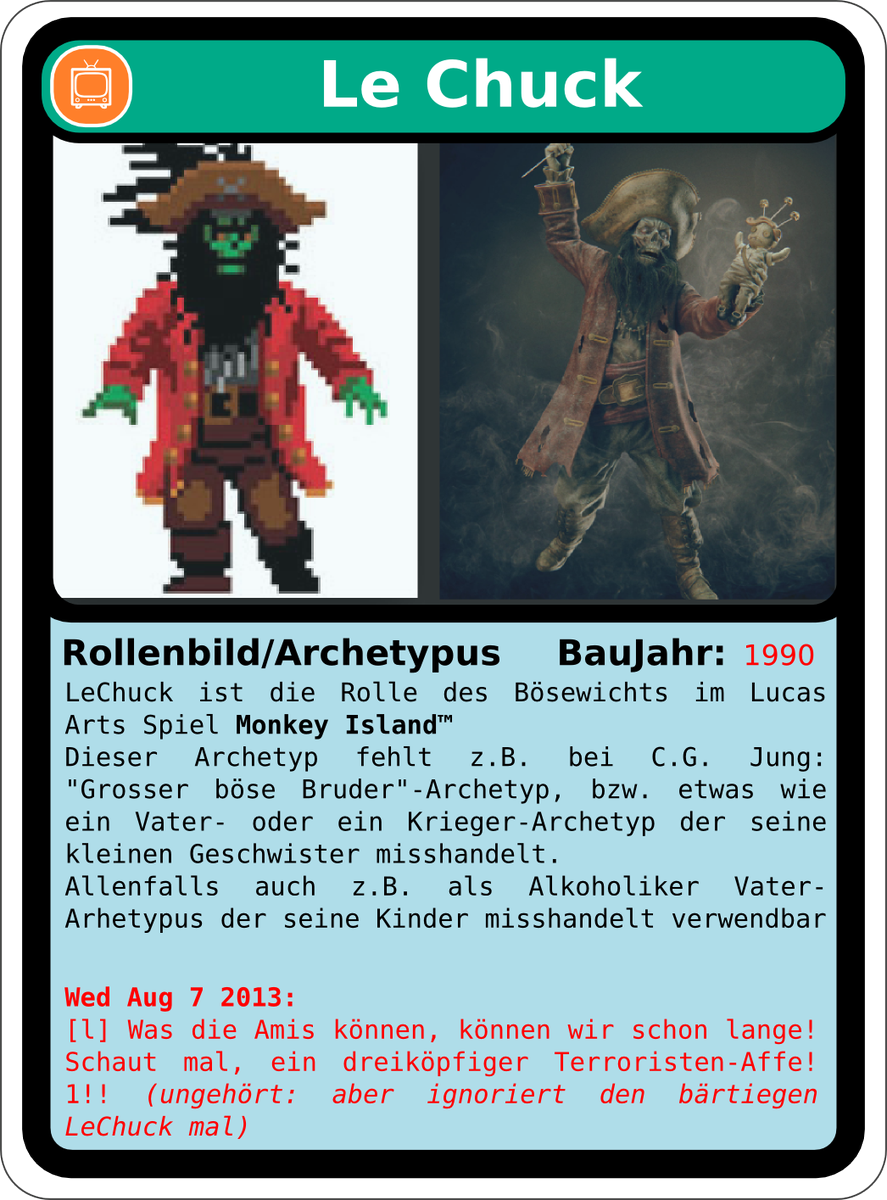 Le Chuck
Rollenbild/Archetypus BauJahr: 1990
LeChuck ist die Rolle des Bösewichts im Lucas
Arts Spiel Monkey Island™
Dieser Archetyp fehlt z.B. bei C.G. Jung:
"Grosser böse Bruder"-Archetyp, bzw. etwas wie
ein Vater- oder ein Krieger-Archetyp der seine
kleinen Geschwister misshandelt.
Allenfalls auch z.B. als Alkoholiker Vater-
Arhetypus der seine Kinder misshandelt verwendbar
Wed Aug 7 2013:
[l] Was die Amis können, können wir schon lange!
Schaut mal, ein dreiköpfiger Terroristen-Affe!
1!! (ungehört: aber ignoriert den bärtiegen
LeChuck mal)